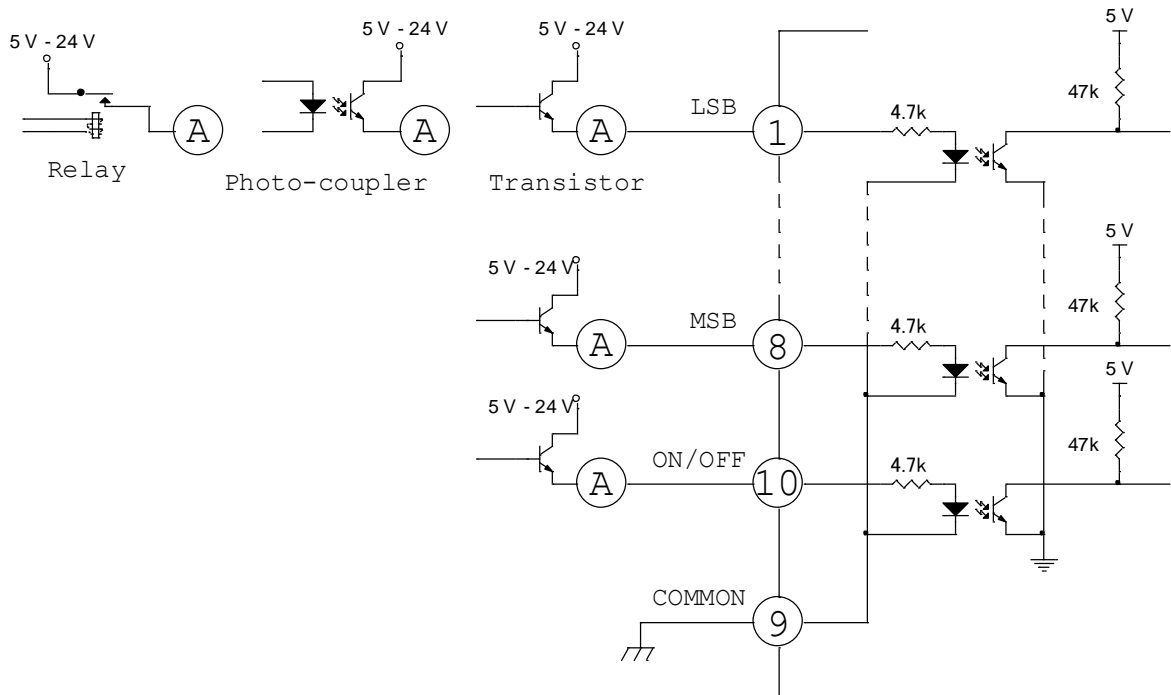 5 V - 24 V
A
Relay
5 V - 24 V
A
Photo-coupler
5 V - 24 V
A
Transistor
LSB
1
4.7k
5 V
47k
5 V - 24 V
A
MSB
8
4.7k
5 V
47k
5 V - 24 V
A
ON/OFF
10
4.7k
5 V
47k
COMMON
9